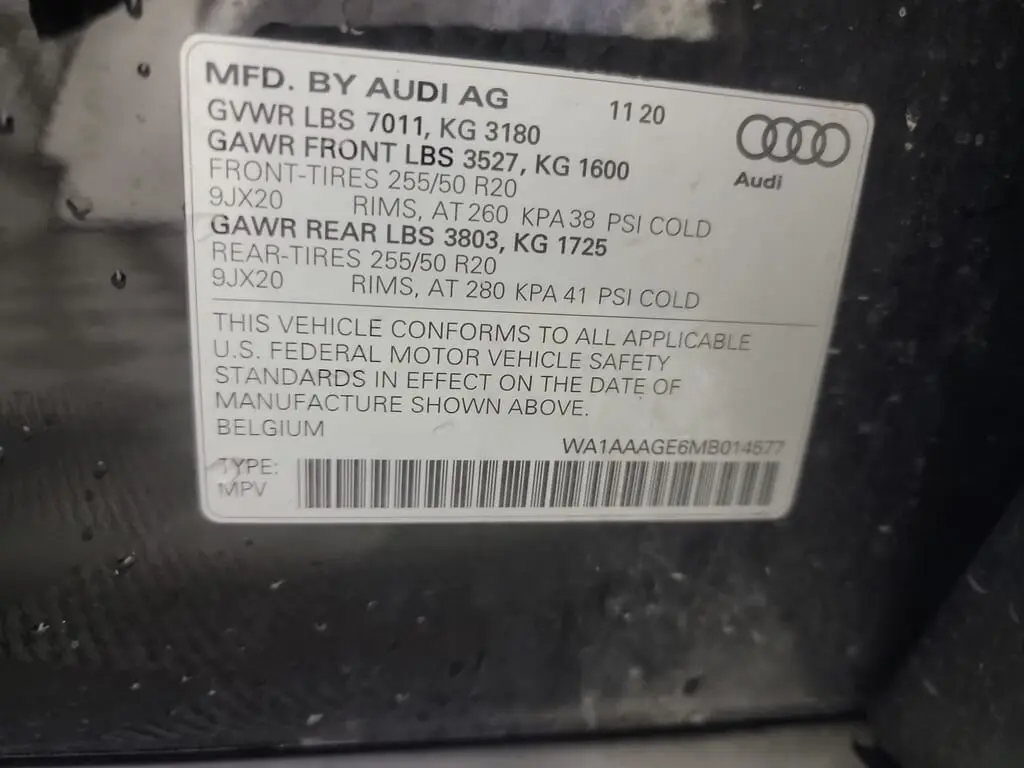 MFD. BY AUDI AG 11 20
GVWR LBS 7011, KG 3180
GAWR FRONT LBS 3527, KG 1600
FRONT-TIRES 255/50 R20
9JX20 RIMS, AT 260 KPA 38 PSI COLD
GAWR REAR LBS 3803, KG 1725
REAR-TIRES 255/50 R20
9JX20 RIMS, AT 280 KPA 41 PSI COLD
Audi
THIS VEHICLE CONFORMS TO ALL APPLICABLE
U.S. FEDERAL MOTOR VEHICLE SAFETY
STANDARDS IN EFFECT ON THE DATE OF
MANUFACTURE SHOWN ABOVE.
BELGIUM
WA1AAAGE6MB014577
TYPE:
MPV